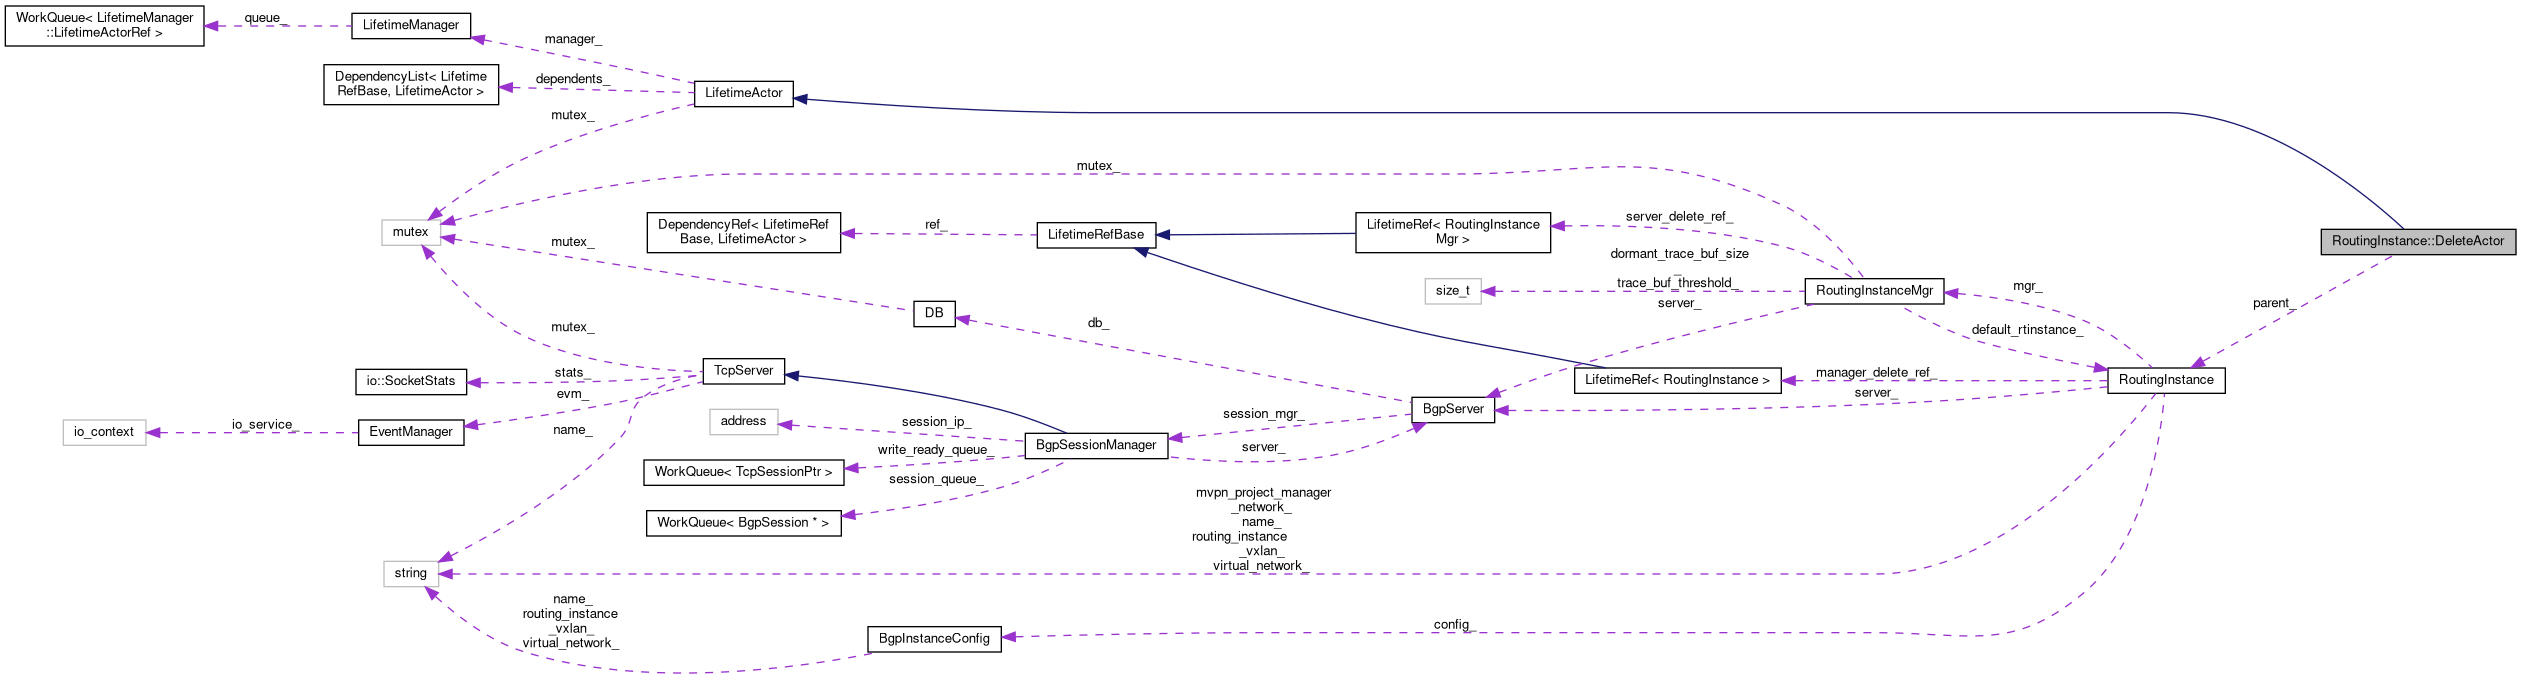 WorkQueue< LifetimeManager
::LifetimeActorRef >
queue_
LifetimeManager
manager_
DependencyList< Lifetime
RefBase, LifetimeActor >
dependents_
LifetimeActor
mutex_
mutex_
mutex
DependencyRef< LifetimeRef
Base, LifetimeActor >
ref_
LifetimeRefBase
LifetimeRef< RoutingInstance
Mgr >
server_delete_ref_
RoutingInstance::DeleteActor
mutex_
dormant_trace_buf_size
_
trace_buf_threshold_
size_t
server_
RoutingInstanceMgr
mgr_
parent_
DB
db_
default_rtinstance_
mutex_
TcpServer
io::SocketStats
stats_
evm_
LifetimeRef< RoutingInstance >
manager_delete_ref_
RoutingInstance
server_
io_context
io_service_
EventManager
name_
address
session_ip_
BgpSessionManager
session_mgr_
server_
BgpServer
WorkQueue< TcpSessionPtr >
write_ready_queue_
session_queue_
WorkQueue< BgpSession * >
mvpn_project_manager
_network_
name_
routing_instance
_vxlan_
virtual_network_
string
name_
routing_instance
_vxlan_
virtual_network_
BgpInstanceConfig
config_